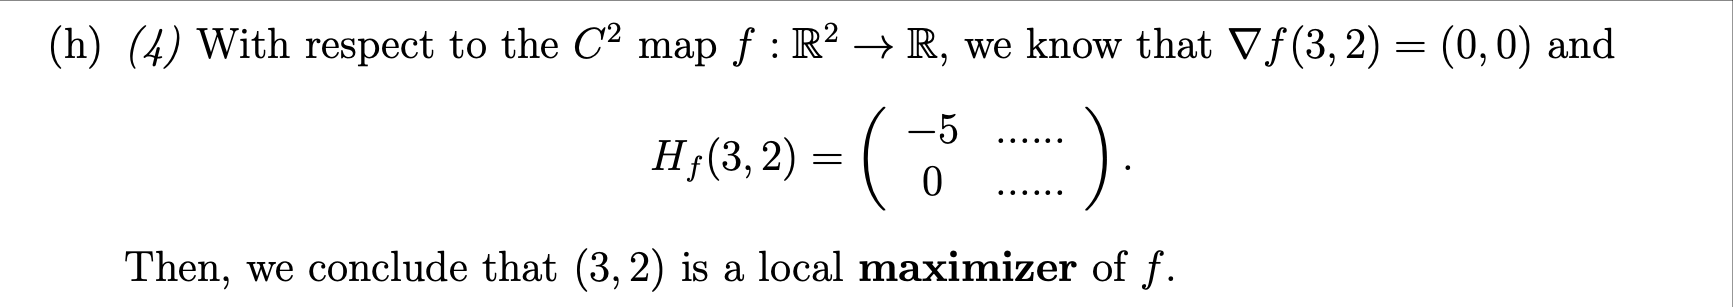 (h) (4) With respect to the C² map f : ℝ² → ℝ, we know that ∇f(3, 2) = (0, 0) and
H_f(3, 2) = ( −5 ...... )
( 0 ...... ) .
Then, we conclude that (3, 2) is a local maximizer of f.